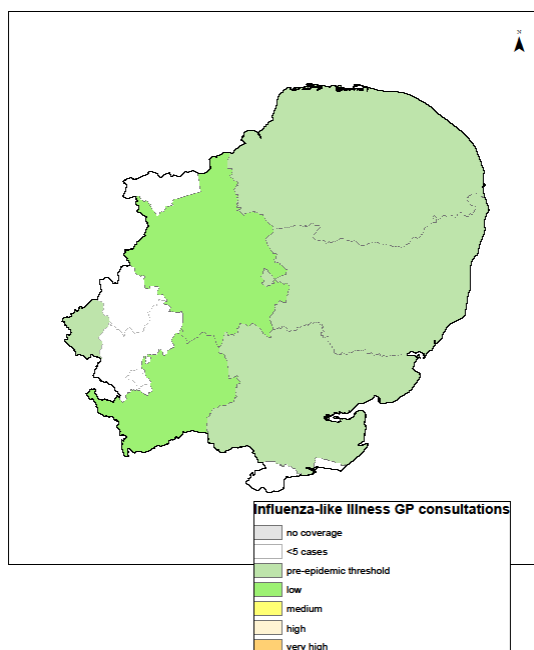 N
Influenza-like Illness GP consultations
no coverage
<5 cases
pre-epidemic threshold
low
medium
high
very high